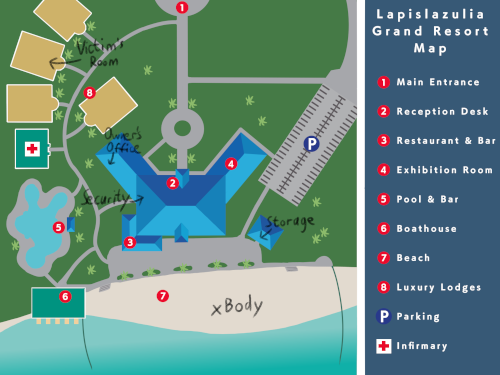 Lapislazulia
Grand Resort
Map
1 Main Entrance
2 Reception Desk
3 Restaurant & Bar
4 Exhibition Room
5 Pool & Bar
6 Boathouse
7 Beach
8 Luxury Lodges
P Parking
Infirmary
1
Victim's
Room
8
Owner's
Office
P
4
2
Security
Storage
5
3
6
7
x Body